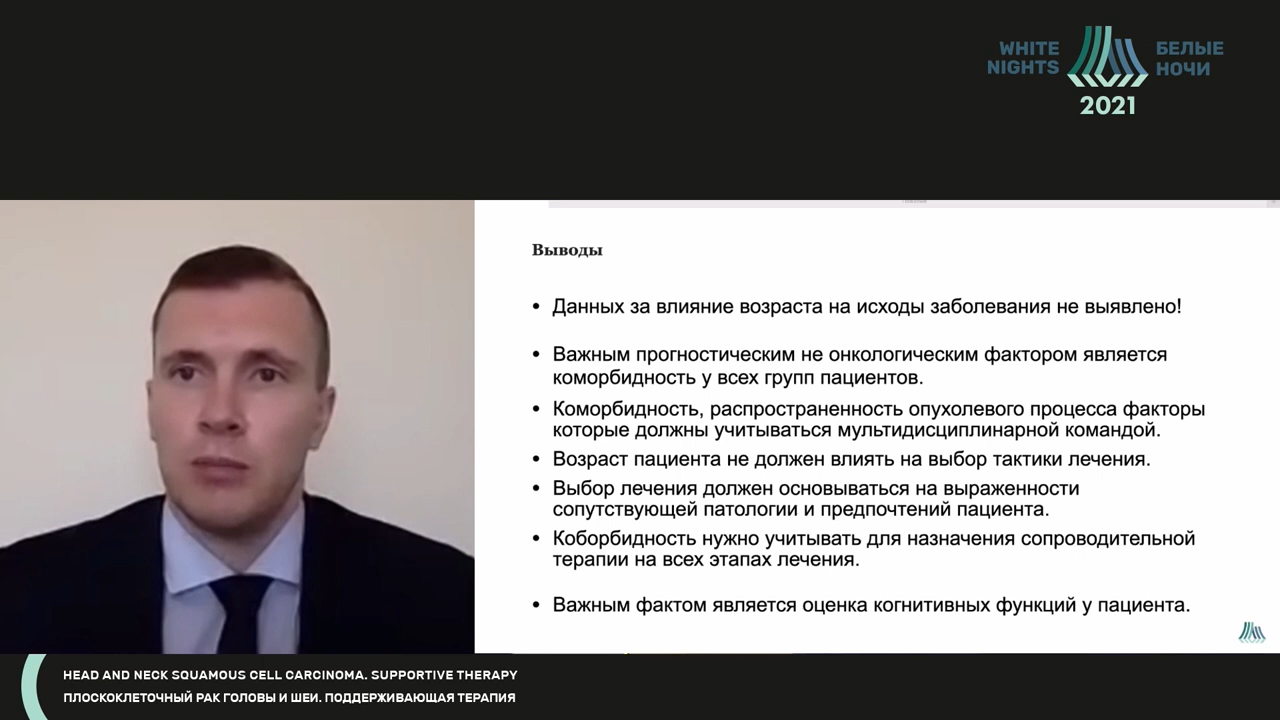 WHITE
NIGHTS
БЕЛЫЕ
НОЧИ
2021
Выводы
• Данных за влияние возраста на исходы заболевания не выявлено!
• Важным прогностическим не онкологическим фактором является
коморбидность у всех групп пациентов.
• Коморбидность, распространенность опухолевого процесса факторы
которые должны учитываться мультидисциплинарной командой.
• Возраст пациента не должен влиять на выбор тактики лечения.
• Выбор лечения должен основываться на выраженности
сопутствующей патологии и предпочтений пациента.
• Коборбидность нужно учитывать для назначения сопроводительной
терапии на всех этапах лечения.
• Важным фактом является оценка когнитивных функций у пациента.
HEAD AND NECK SQUAMOUS CELL CARCINOMA. SUPPORTIVE THERAPY
ПЛОСКОКЛЕТОЧНЫЙ РАК ГОЛОВЫ И ШЕИ. ПОДДЕРЖИВАЮЩАЯ ТЕРАПИЯ